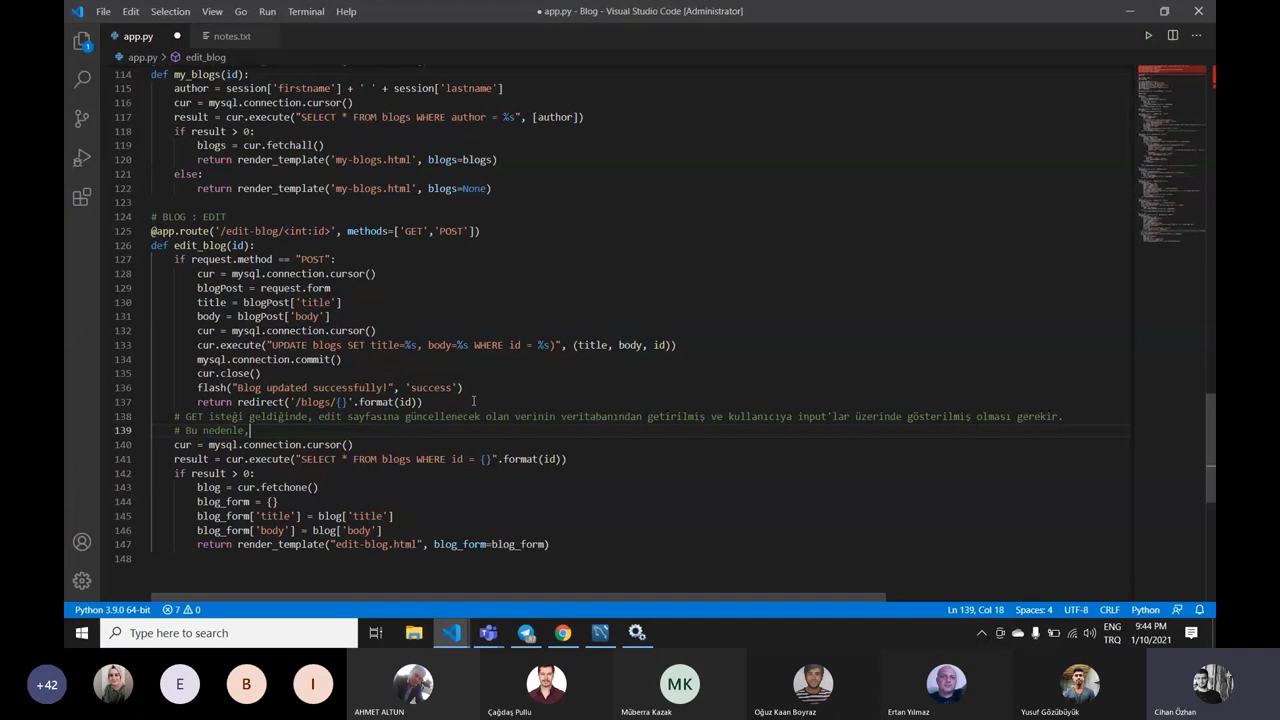 File Edit Selection View Go Run Terminal Help
● app.py - Blog - Visual Studio Code [Administrator]
app.py ●
notes.txt
app.py > edit_blog
114 def my_blogs(id):
115 author = session['firstname'] + ' ' + session['lastname']
116 cur = mysql.connection.cursor()
117 result = cur.execute("SELECT * FROM blogs WHERE author = %s", [author])
118 if result > 0:
119 blogs = cur.fetchall()
120 return render_template('my-blogs.html', blogs=blogs)
121 else:
122 return render_template('my-blogs.html', blogs=None)
123
124 # BLOG : EDIT
125 @app.route('/edit-blog/<int:id>', methods=['GET','POST'])
126 def edit_blog(id):
127 if request.method == "POST":
128 cur = mysql.connection.cursor()
129 blogPost = request.form
130 title = blogPost['title']
131 body = blogPost['body']
132 cur = mysql.connection.cursor()
133 cur.execute("UPDATE blogs SET title=%s, body=%s WHERE id = %s)", (title, body, id))
134 mysql.connection.commit()
135 cur.close()
136 flash("Blog updated successfully!", 'success')
137 return redirect('/blogs/{}'.format(id))
138 # GET isteği geldiğinde, edit sayfasına güncellenecek olan verinin veritabanından getirilmiş ve kullanıcıya input'lar üzerinde gösterilmiş olması gerekir.
139 # Bu nedenle,
140 cur = mysql.connection.cursor()
141 result = cur.execute("SELECT * FROM blogs WHERE id = {}".format(id))
142 if result > 0:
143 blog = cur.fetchone()
144 blog_form = {}
145 blog_form['title'] = blog['title']
146 blog_form['body'] = blog['body']
147 return render_template("edit-blog.html", blog_form=blog_form)
148
Python 3.9.0 64-bit 7 0
Ln 139, Col 18 Spaces: 4 UTF-8 CRLF Python
Type here to search
ENG
TRQ
9:44 PM
1/10/2021
+42
E
B
I
MK
AHMET ALTUN
Çağdaş Pullu
Müberra Kazak
Oğuz Kaan Boyraz
Ertan Yılmaz
Yusuf Gözübüyük
Cihan Özhan